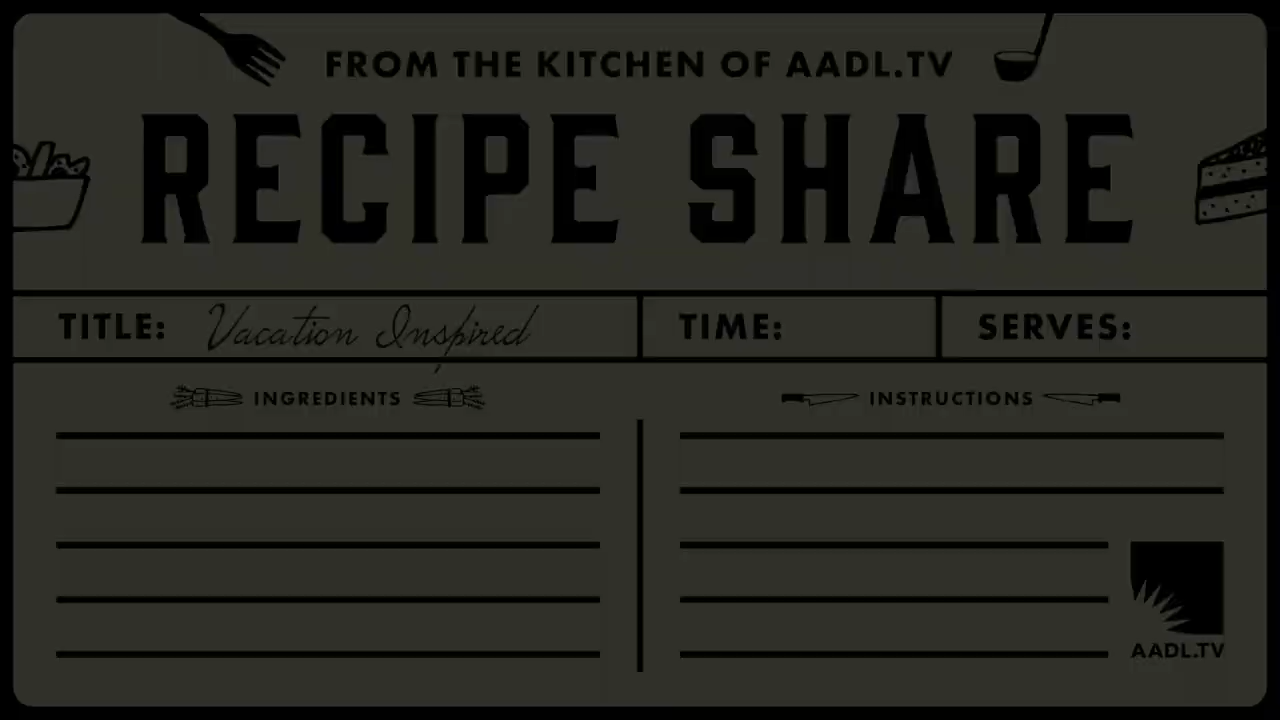 FROM THE KITCHEN OF AADL.TV
RECIPE SHARE
TITLE: Vacation Inspired
TIME:
SERVES:
INGREDIENTS
INSTRUCTIONS
AADL.TV